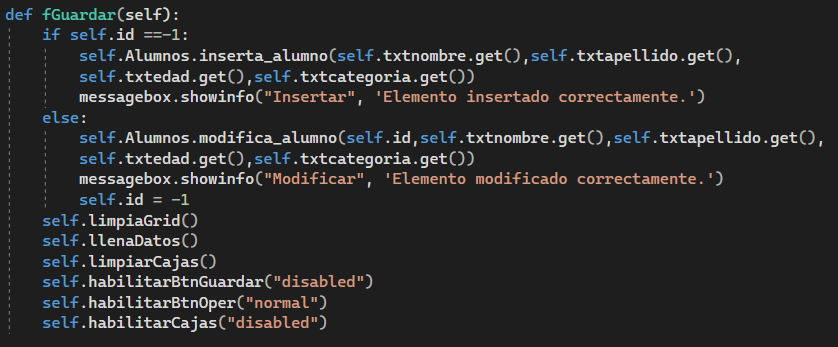 def fGuardar(self):
    if self.id ==-1:
        self.Alumnos.inserta_alumno(self.txtnombre.get(),self.txtapellido.get(),
        self.txtedad.get(),self.txtcategoria.get())
        messagebox.showinfo("Insertar", 'Elemento insertado correctamente.')
    else:
        self.Alumnos.modifica_alumno(self.id,self.txtnombre.get(),self.txtapellido.get(),
        self.txtedad.get(),self.txtcategoria.get())
        messagebox.showinfo("Modificar", 'Elemento modificado correctamente.')
        self.id = -1
    self.limpiaGrid()
    self.llenaDatos()
    self.limpiarCajas()
    self.habilitarBtnGuardar("disabled")
    self.habilitarBtnOper("normal")
    self.habilitarCajas("disabled")